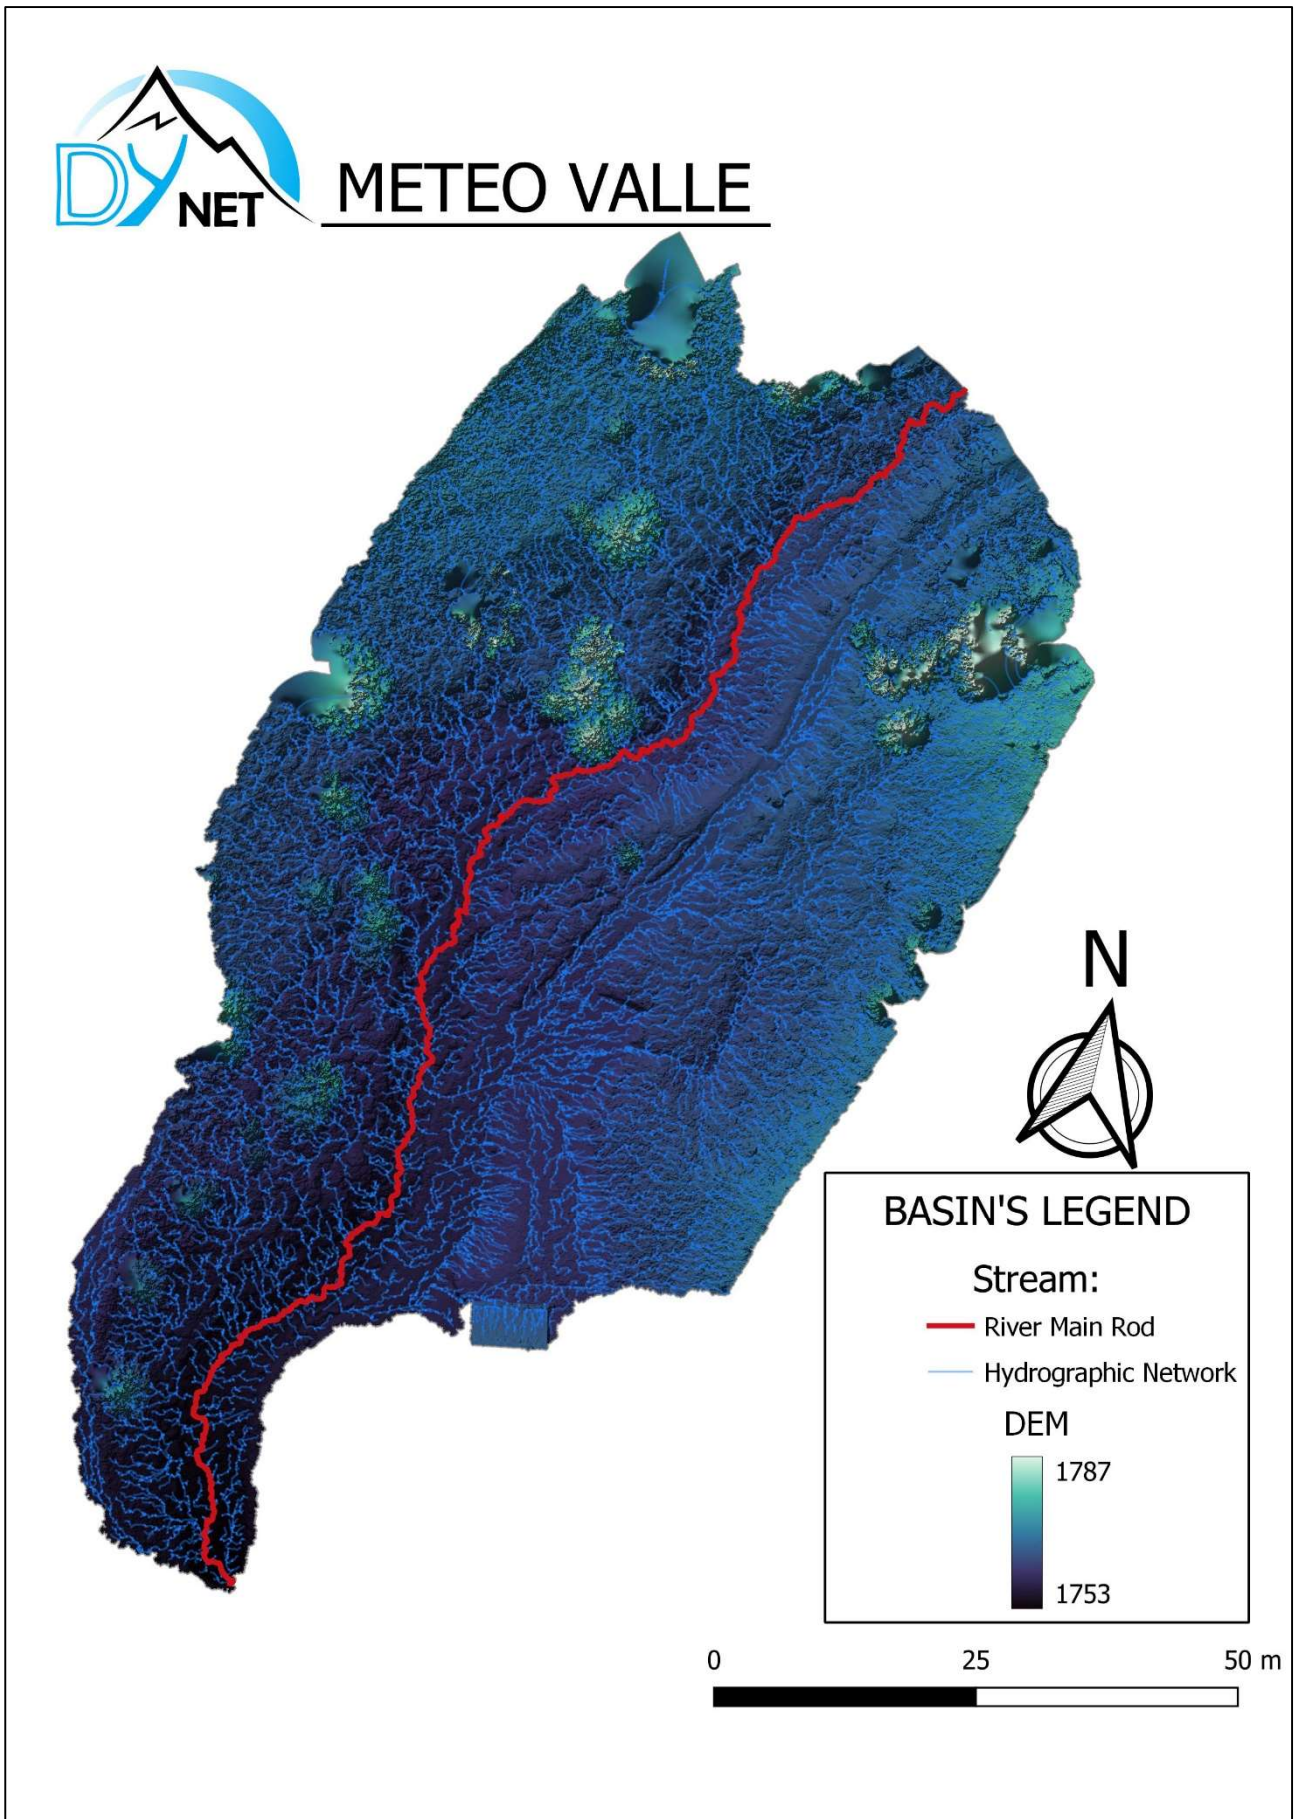 DY NET
METEO VALLE
N
BASIN'S LEGEND
Stream:
River Main Rod
Hydrographic Network
DEM
1787
1753
0 25 50 m